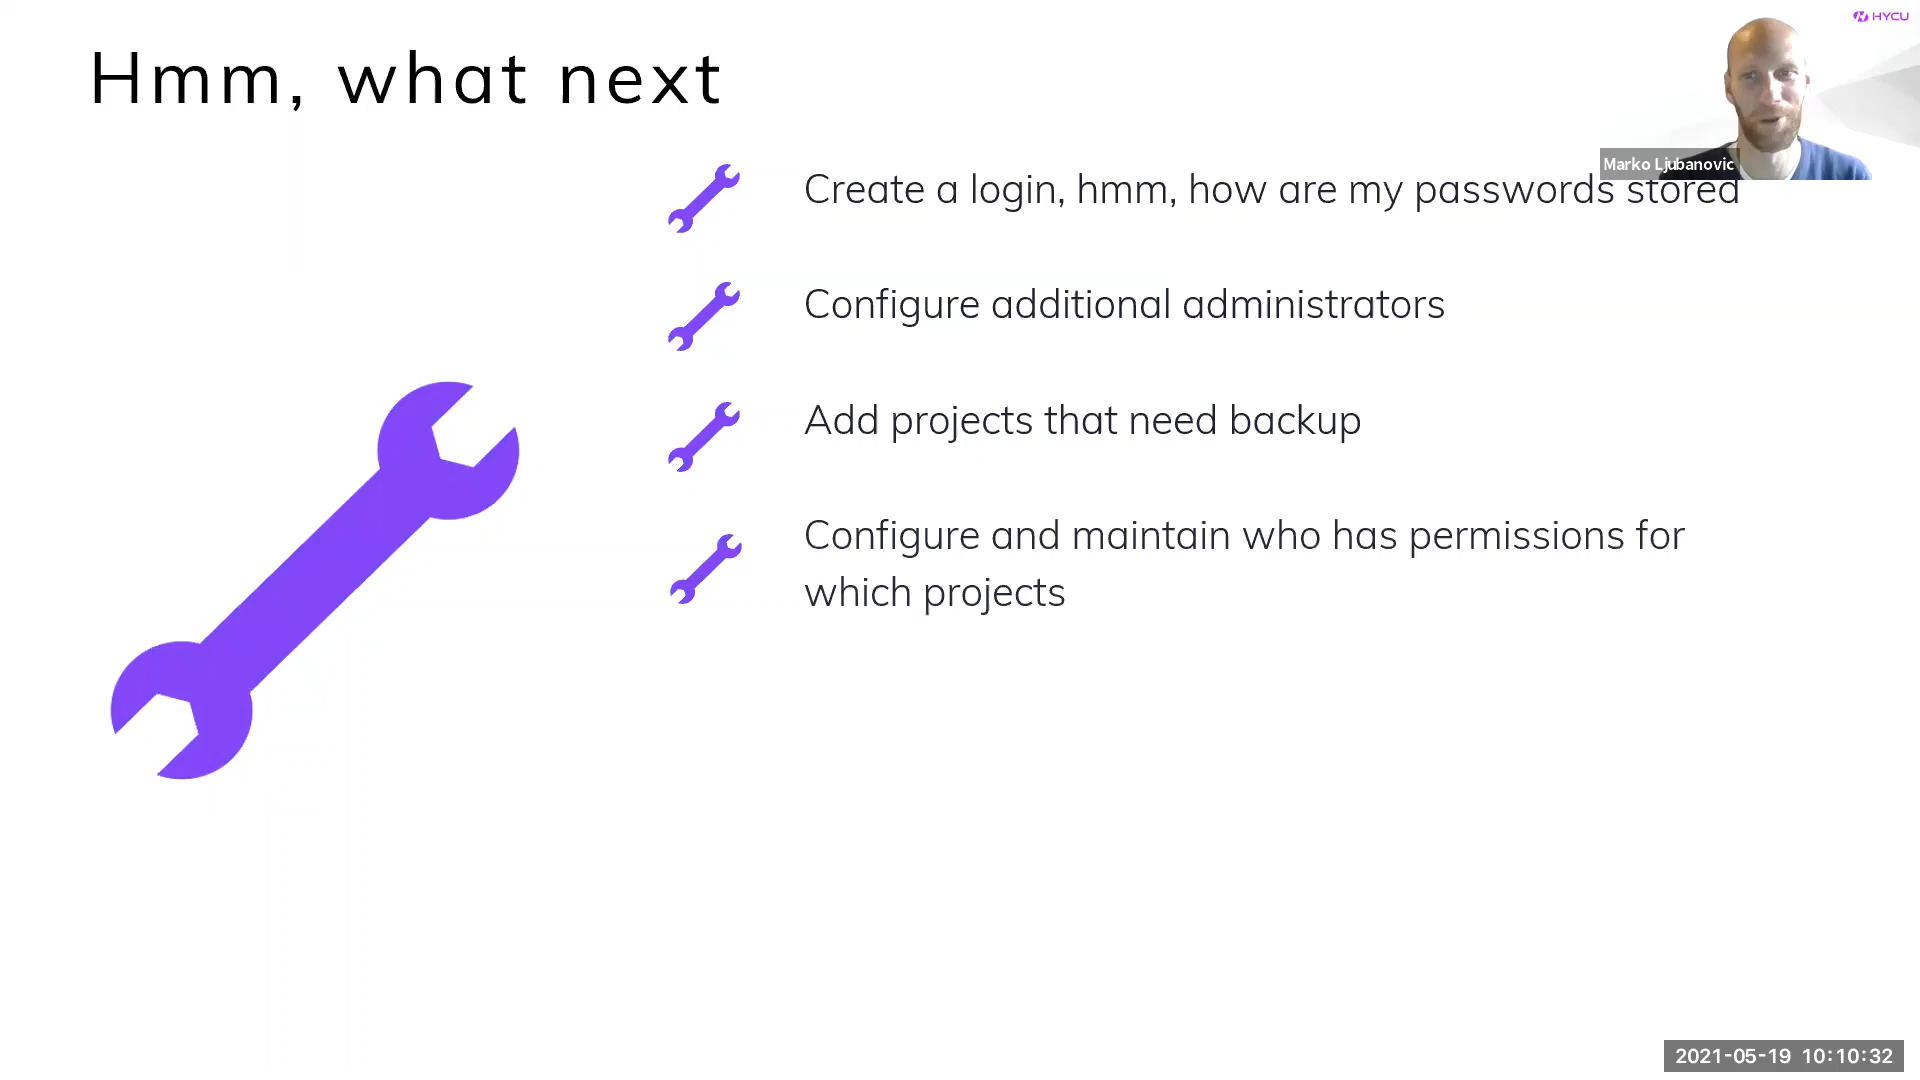 Hmm, what next
HYCU
Marko Ljubanovic
Create a login, hmm, how are my passwords stored
Configure additional administrators
Add projects that need backup
Configure and maintain who has permissions for
which projects
2021-05-19 10:10:32